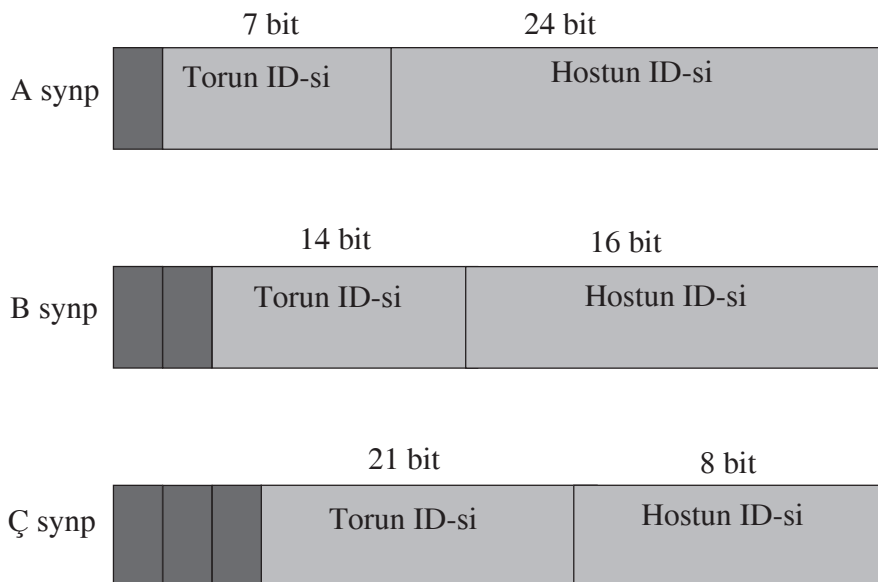 7 bit 24 bit
A synp Torun ID-si Hostun ID-si
14 bit 16 bit
B synp Torun ID-si Hostun ID-si
21 bit 8 bit
Ç synp Torun ID-si Hostun ID-si